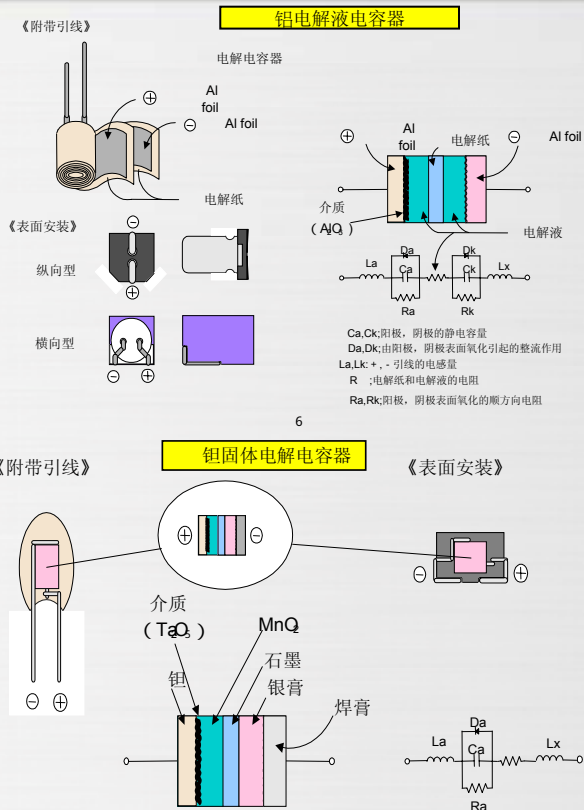 铝电解液电容器
《附带引线》
电解电容器
⊕
Al
foil
⊖
Al foil
电解纸
⊕
Al
foil
电解纸
⊖
Al foil
介质
(AlO₂₅)
电解液
《表面安装》
⊖
纵向型
⊕
横向型
⊖ ⊕
La
Da
Ca
Ra
Dk
Ck
Rk
Lx
Ca,Ck;阳极，阴极的静电容量
Da,Dk;由阳极，阴极表面氧化引起的整流作用
La,Lk: + , - 引线的电感量
R ;电解纸和电解液的电阻
Ra,Rk;阳极，阴极表面氧化的顺方向电阻
6
钽固体电解电容器
《附带引线》
《表面安装》
⊕ ⊖
⊖ ⊕
⊖ ⊕
介质
(TaO₂₅)
MnO₂
石墨
银膏
钽
焊膏
La
Da
Ca
Ra
Lx